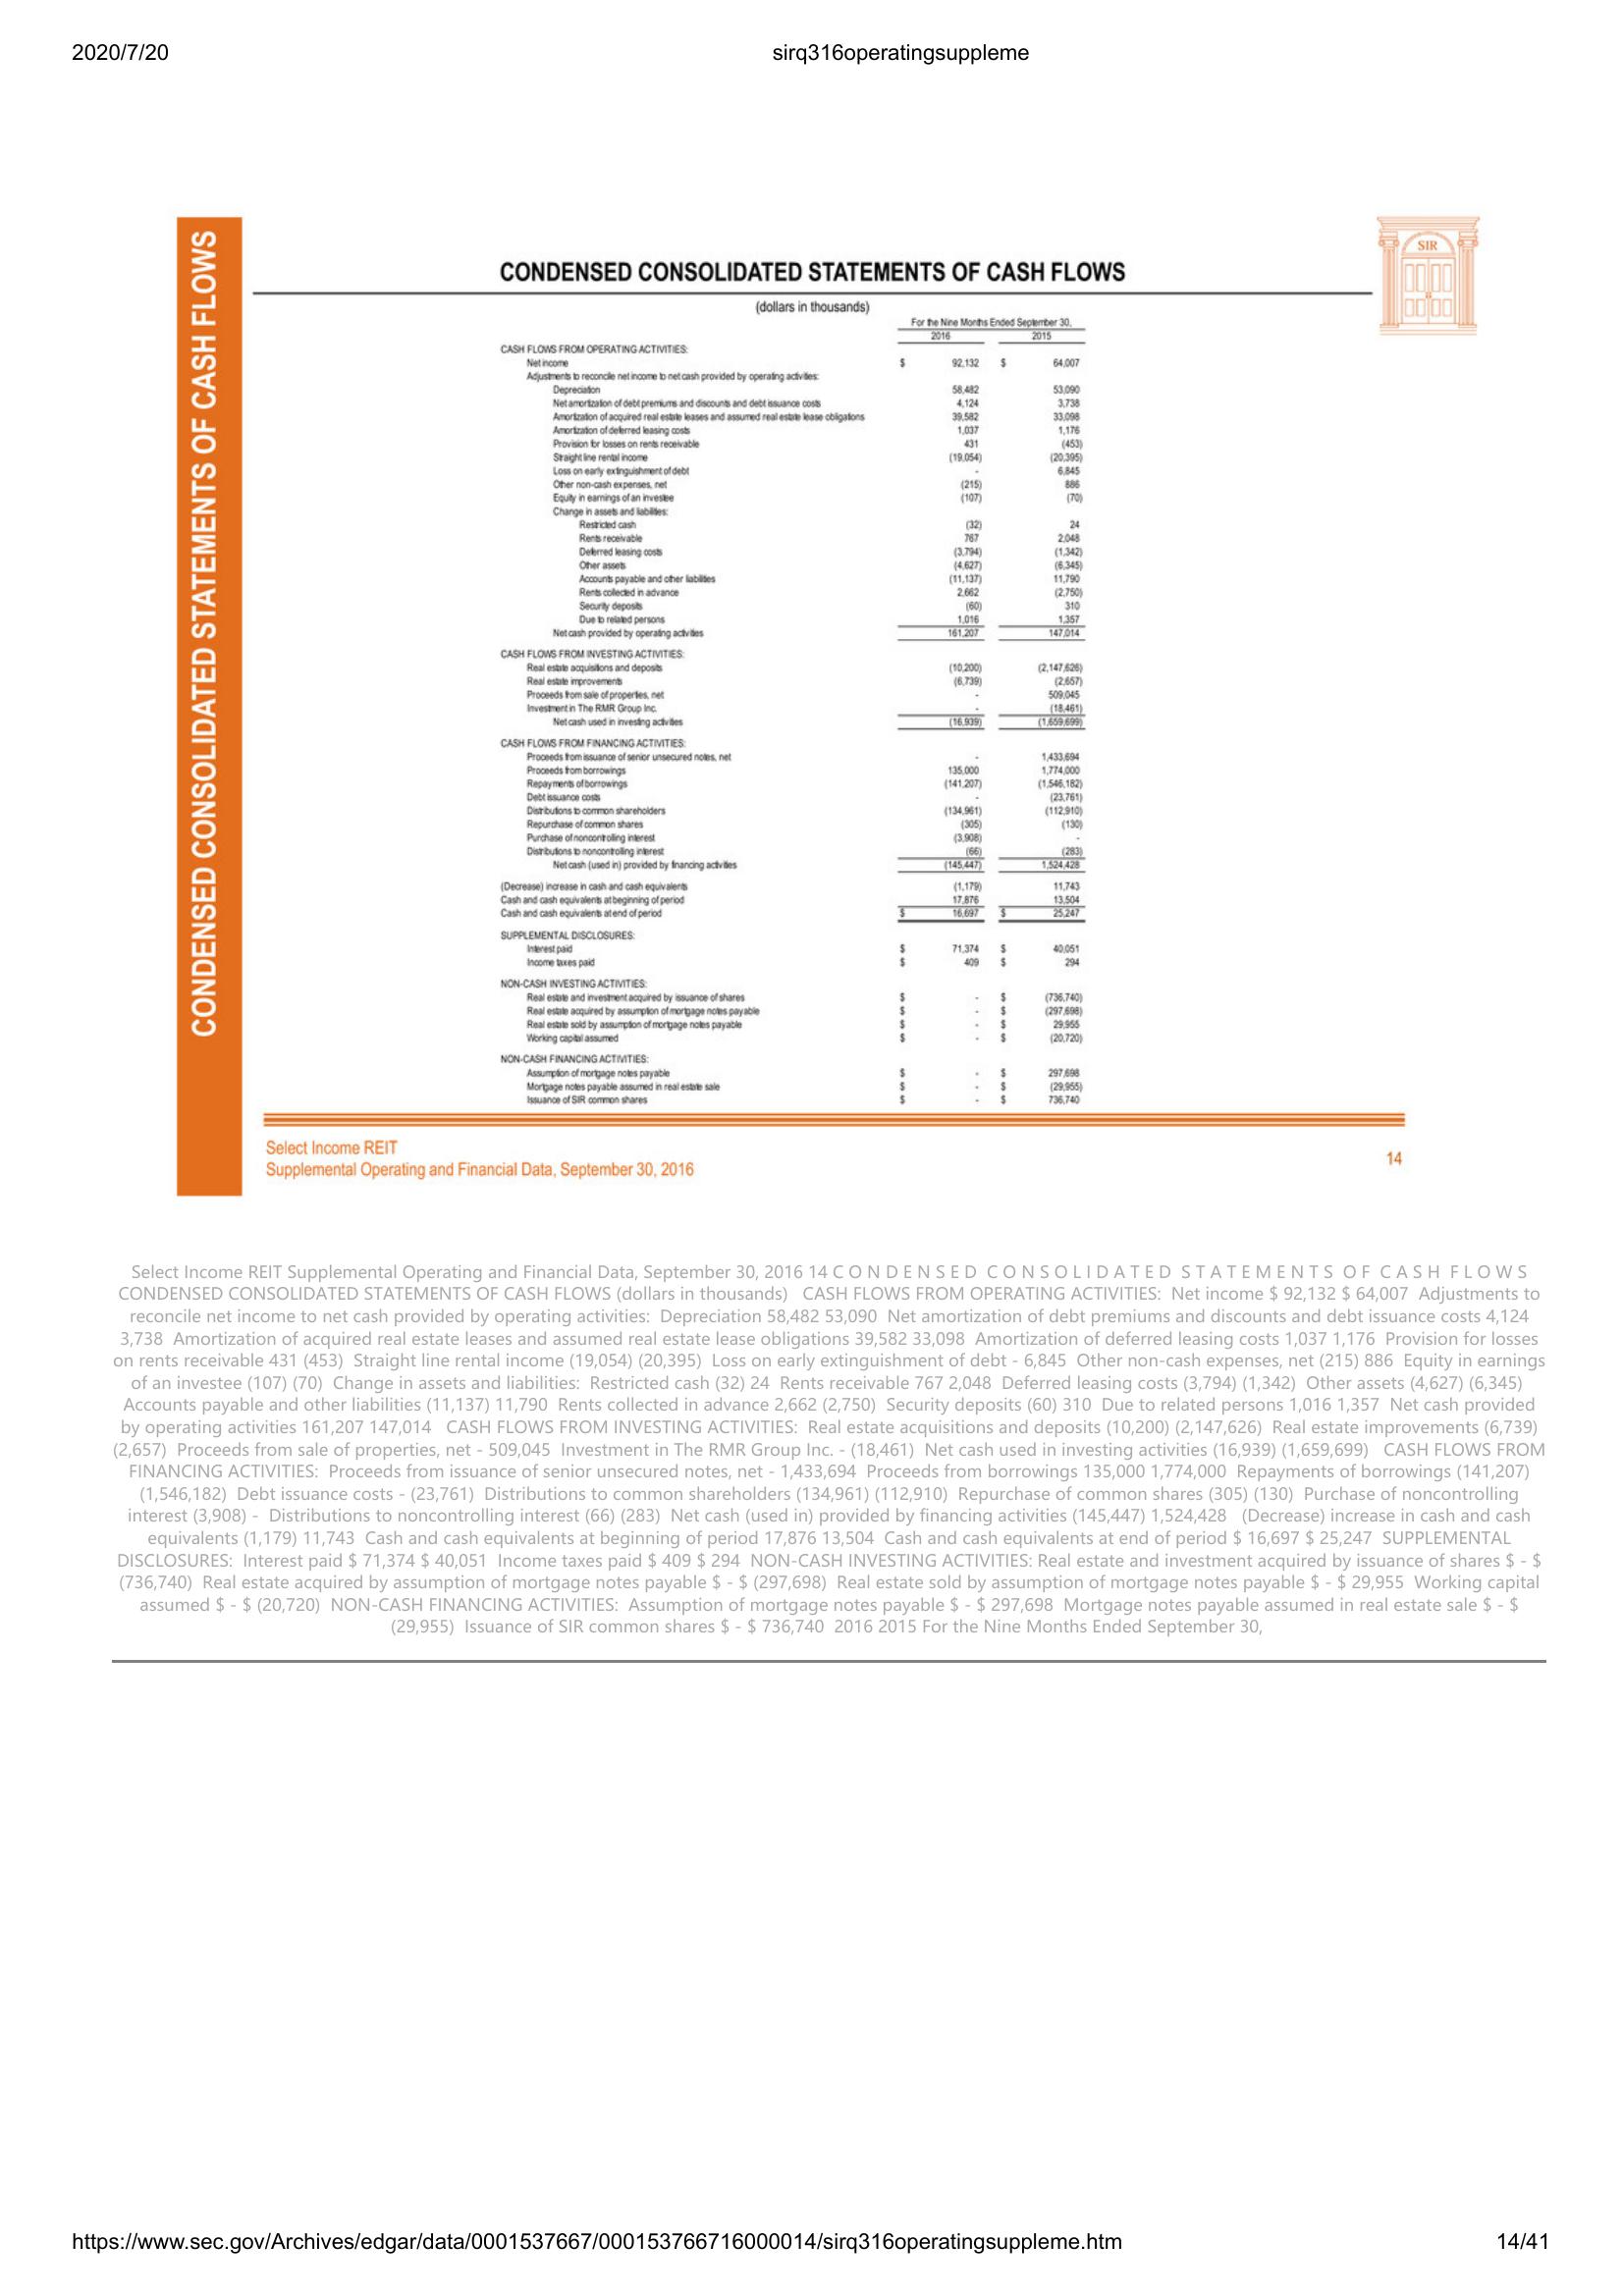 2020/7/20 sirq316operatingsuppleme
CONDENSED CONSOLIDATED STATEMENTS OF CASH FLOWS
SIR
CONDENSED CONSOLIDATED STATEMENTS OF CASH FLOWS
(dollars in thousands)
For the Nine Months Ended September 30,
2016 2015
CASH FLOWS FROM OPERATING ACTIVITIES:
Net income $ 92,132 $ 64,007
Adjustments to reconcile net income to net cash provided by operating activities:
Depreciation 58,482 53,090
Net amortization of debt premiums and discounts and debt issuance costs 4,124 3,738
Amortization of acquired real estate leases and assumed real estate lease obligations 39,582 33,098
Amortization of deferred leasing costs 1,037 1,176
Provision for losses on rents receivable 431 (453)
Straight line rental income (19,054) (20,395)
Loss on early extinguishment of debt - 6,845
Other non-cash expenses, net (215) 886
Equity in earnings of an investee (107) (70)
Change in assets and liabilities:
Restricted cash (32) 24
Rents receivable 767 2,048
Deferred leasing costs (3,794) (1,342)
Other assets (4,627) (6,345)
Accounts payable and other liabilities (11,137) 11,790
Rents collected in advance 2,662 (2,750)
Security deposits (60) 310
Due to related persons 1,016 1,357
Net cash provided by operating activities 161,207 147,014
CASH FLOWS FROM INVESTING ACTIVITIES:
Real estate acquisitions and deposits (10,200) (2,147,626)
Real estate improvements (6,739) (2,657)
Proceeds from sale of properties, net - 509,045
Investment in The RMR Group Inc. - (18,461)
Net cash used in investing activities (16,939) (1,659,699)
CASH FLOWS FROM FINANCING ACTIVITIES:
Proceeds from issuance of senior unsecured notes, net - 1,433,694
Proceeds from borrowings 135,000 1,774,000
Repayments of borrowings (141,207) (1,546,182)
Debt issuance costs - (23,761)
Distributions to common shareholders (134,961) (112,910)
Repurchase of common shares (305) (130)
Purchase of noncontrolling interest (3,908) -
Distributions to noncontrolling interest (66) (283)
Net cash (used in) provided by financing activities (145,447) 1,524,428
(Decrease) increase in cash and cash equivalents (1,179) 11,743
Cash and cash equivalents at beginning of period 17,876 13,504
Cash and cash equivalents at end of period $ 16,697 $ 25,247
SUPPLEMENTAL DISCLOSURES:
Interest paid $ 71,374 $ 40,051
Income taxes paid $ 409 $ 294
NON-CASH INVESTING ACTIVITIES:
Real estate and investment acquired by issuance of shares $ - $ (736,740)
Real estate acquired by assumption of mortgage notes payable $ - $ (297,698)
Real estate sold by assumption of mortgage notes payable $ - $ 29,955
Working capital assumed $ - $ (20,720)
NON-CASH FINANCING ACTIVITIES:
Assumption of mortgage notes payable $ - $ 297,698
Mortgage notes payable assumed in real estate sale $ - $ (29,955)
Issuance of SIR common shares $ - $ 736,740
Select Income REIT
Supplemental Operating and Financial Data, September 30, 2016 14
Select Income REIT Supplemental Operating and Financial Data, September 30, 2016 14 C O N D E N S E D C O N S O L I D A T E D S T A T E M E N T S O F C A S H F L O W S
CONDENSED CONSOLIDATED STATEMENTS OF CASH FLOWS (dollars in thousands) CASH FLOWS FROM OPERATING ACTIVITIES: Net income $ 92,132 $ 64,007 Adjustments to
reconcile net income to net cash provided by operating activities: Depreciation 58,482 53,090 Net amortization of debt premiums and discounts and debt issuance costs 4,124
3,738 Amortization of acquired real estate leases and assumed real estate lease obligations 39,582 33,098 Amortization of deferred leasing costs 1,037 1,176 Provision for losses
on rents receivable 431 (453) Straight line rental income (19,054) (20,395) Loss on early extinguishment of debt - 6,845 Other non-cash expenses, net (215) 886 Equity in earnings
of an investee (107) (70) Change in assets and liabilities: Restricted cash (32) 24 Rents receivable 767 2,048 Deferred leasing costs (3,794) (1,342) Other assets (4,627) (6,345)
Accounts payable and other liabilities (11,137) 11,790 Rents collected in advance 2,662 (2,750) Security deposits (60) 310 Due to related persons 1,016 1,357 Net cash provided
by operating activities 161,207 147,014 CASH FLOWS FROM INVESTING ACTIVITIES: Real estate acquisitions and deposits (10,200) (2,147,626) Real estate improvements (6,739)
(2,657) Proceeds from sale of properties, net - 509,045 Investment in The RMR Group Inc. - (18,461) Net cash used in investing activities (16,939) (1,659,699) CASH FLOWS FROM
FINANCING ACTIVITIES: Proceeds from issuance of senior unsecured notes, net - 1,433,694 Proceeds from borrowings 135,000 1,774,000 Repayments of borrowings (141,207)
(1,546,182) Debt issuance costs - (23,761) Distributions to common shareholders (134,961) (112,910) Repurchase of common shares (305) (130) Purchase of noncontrolling
interest (3,908) - Distributions to noncontrolling interest (66) (283) Net cash (used in) provided by financing activities (145,447) 1,524,428 (Decrease) increase in cash and cash
equivalents (1,179) 11,743 Cash and cash equivalents at beginning of period 17,876 13,504 Cash and cash equivalents at end of period $ 16,697 $ 25,247 SUPPLEMENTAL
DISCLOSURES: Interest paid $ 71,374 $ 40,051 Income taxes paid $ 409 $ 294 NON-CASH INVESTING ACTIVITIES: Real estate and investment acquired by issuance of shares $ - $
(736,740) Real estate acquired by assumption of mortgage notes payable $ - $ (297,698) Real estate sold by assumption of mortgage notes payable $ - $ 29,955 Working capital
assumed $ - $ (20,720) NON-CASH FINANCING ACTIVITIES: Assumption of mortgage notes payable $ - $ 297,698 Mortgage notes payable assumed in real estate sale $ - $
(29,955) Issuance of SIR common shares $ - $ 736,740 2016 2015 For the Nine Months Ended September 30,
https://www.sec.gov/Archives/edgar/data/0001537667/000153766716000014/sirq316operatingsuppleme.htm 14/41